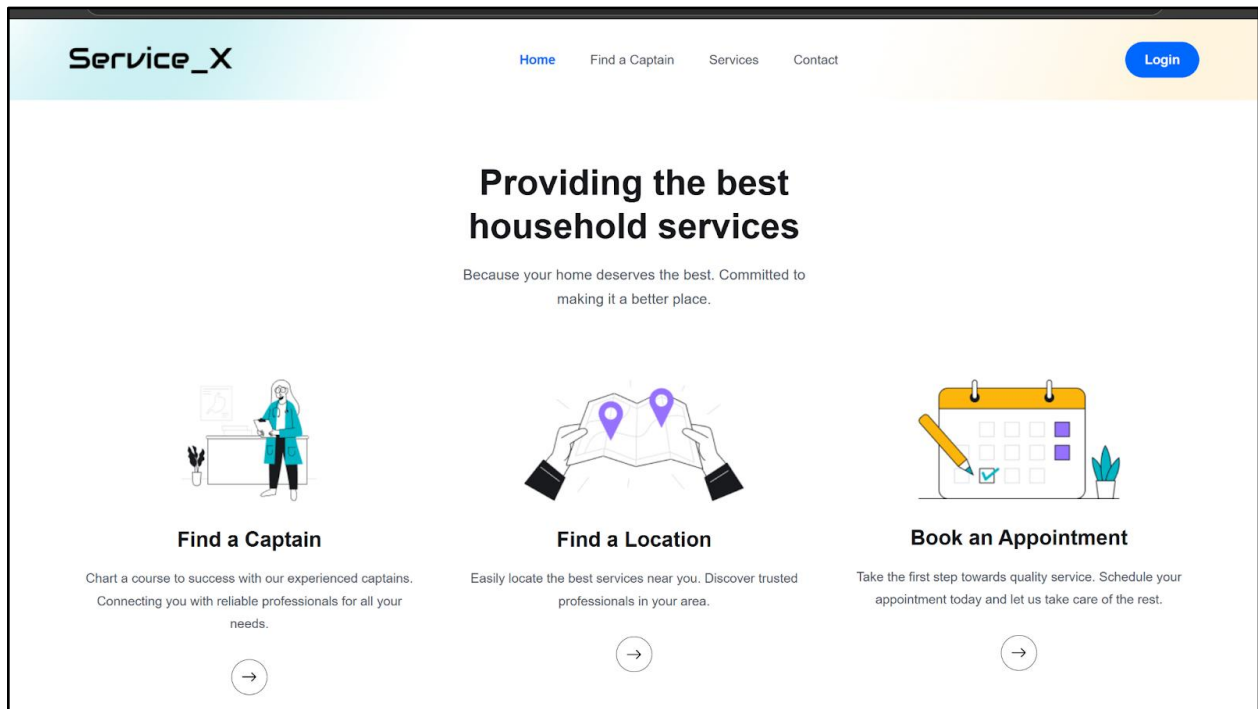 Service_X
Home
Find a Captain
Services
Contact
Login
Providing the best
household services
Because your home deserves the best. Committed to
making it a better place.
Find a Captain
Chart a course to success with our experienced captains.
Connecting you with reliable professionals for all your
needs.
Find a Location
Easily locate the best services near you. Discover trusted
professionals in your area.
Book an Appointment
Take the first step towards quality service. Schedule your
appointment today and let us take care of the rest.